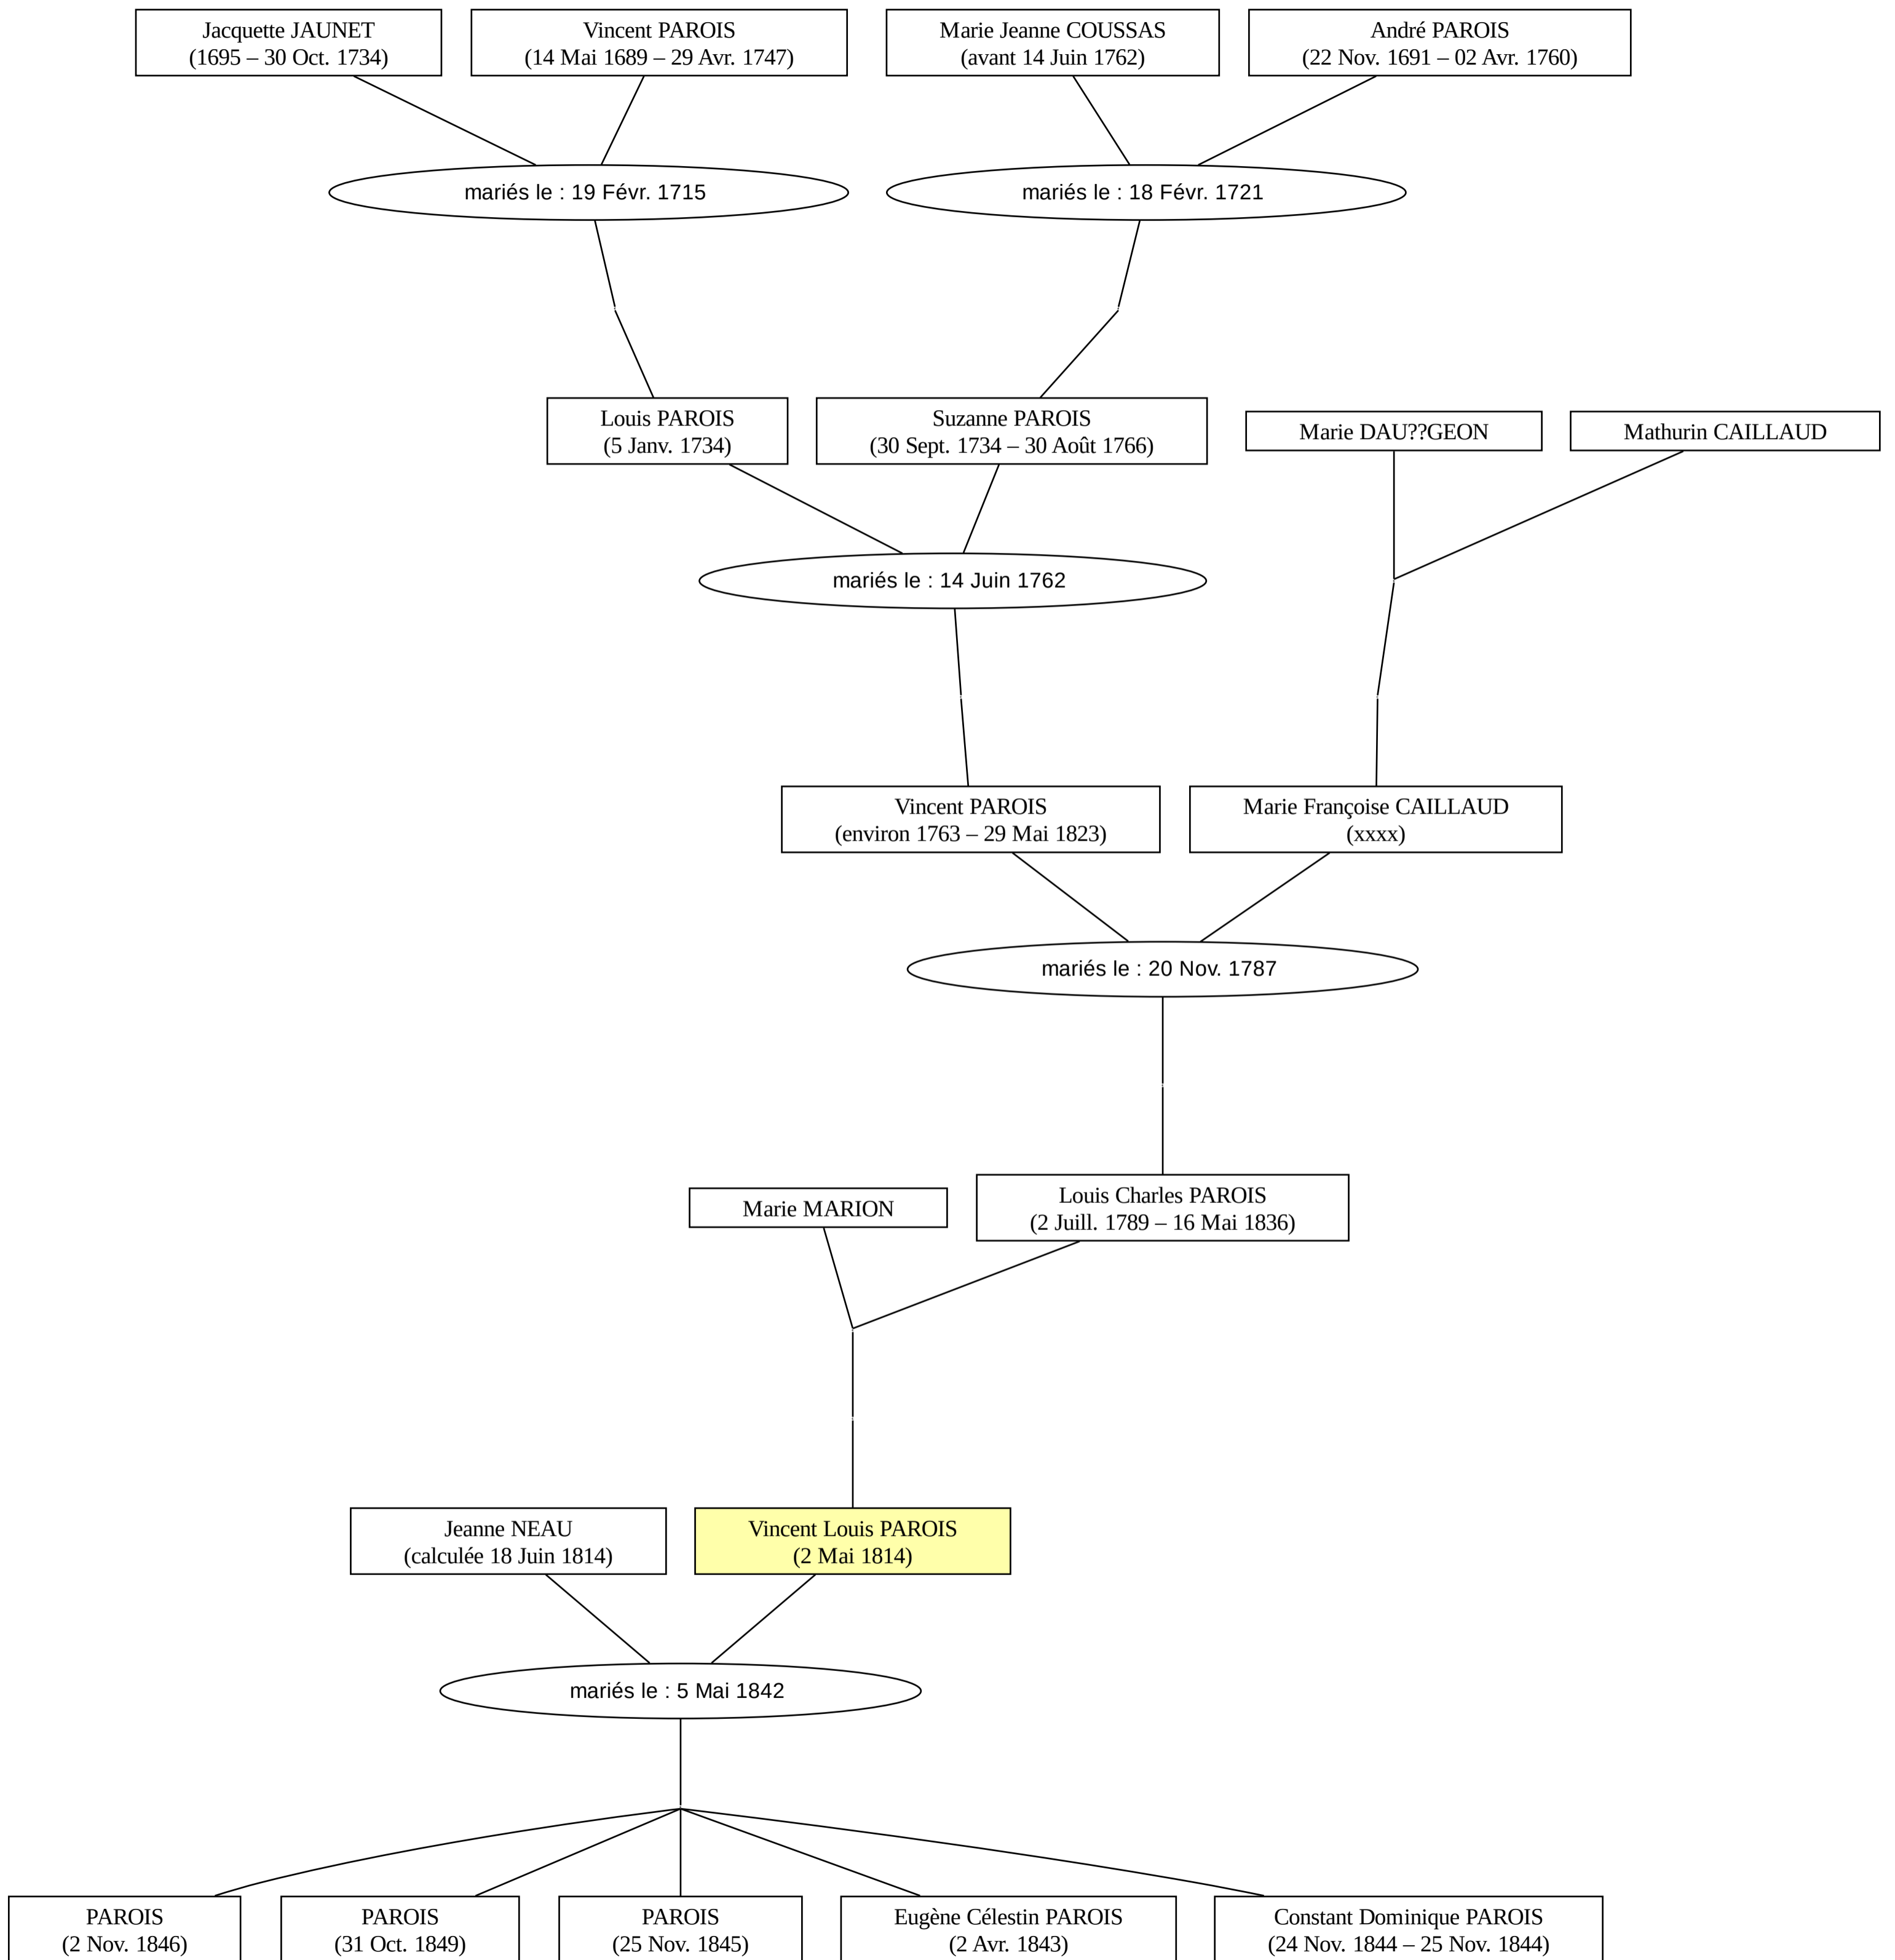 Jacquette JAUNET
(1695 – 30 Oct. 1734)
Vincent PAROIS
(14 Mai 1689 – 29 Avr. 1747)
Marie Jeanne COUSSAS
(avant 14 Juin 1762)
André PAROIS
(22 Nov. 1691 – 02 Avr. 1760)
mariés le : 19 Févr. 1715
mariés le : 18 Févr. 1721
Louis PAROIS
(5 Janv. 1734)
Suzanne PAROIS
(30 Sept. 1734 – 30 Août 1766)
Marie DAU??GEON
Mathurin CAILLAUD
mariés le : 14 Juin 1762
Vincent PAROIS
(environ 1763 – 29 Mai 1823)
Marie Françoise CAILLAUD
(xxxx)
mariés le : 20 Nov. 1787
Marie MARION
Louis Charles PAROIS
(2 Juill. 1789 – 16 Mai 1836)
Jeanne NEAU
(calculée 18 Juin 1814)
Vincent Louis PAROIS
(2 Mai 1814)
mariés le : 5 Mai 1842
PAROIS
(2 Nov. 1846)
PAROIS
(31 Oct. 1849)
PAROIS
(25 Nov. 1845)
Eugène Célestin PAROIS
(2 Avr. 1843)
Constant Dominique PAROIS
(24 Nov. 1844 – 25 Nov. 1844)